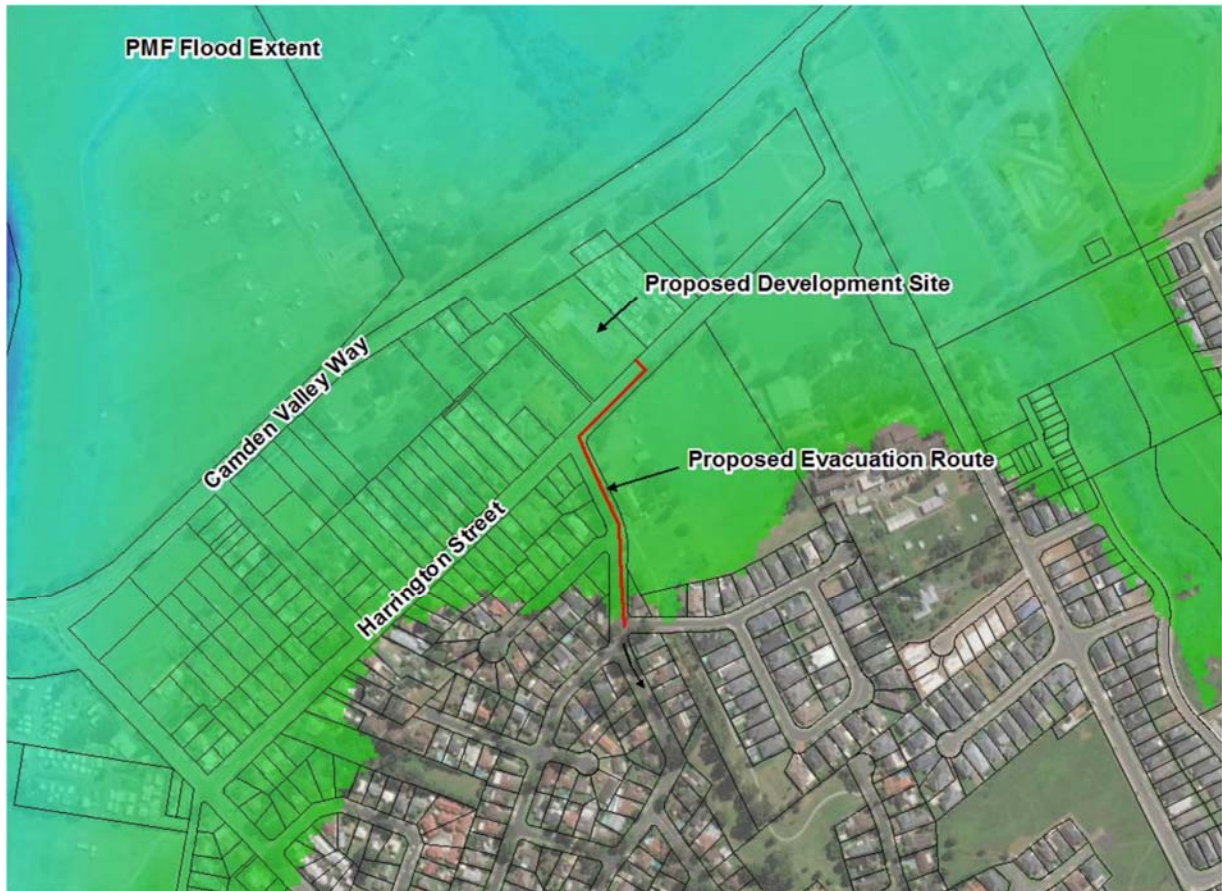 PMF Flood Extent
Proposed Development Site
Camden Valley Way
Proposed Evacuation Route
Harrington Street